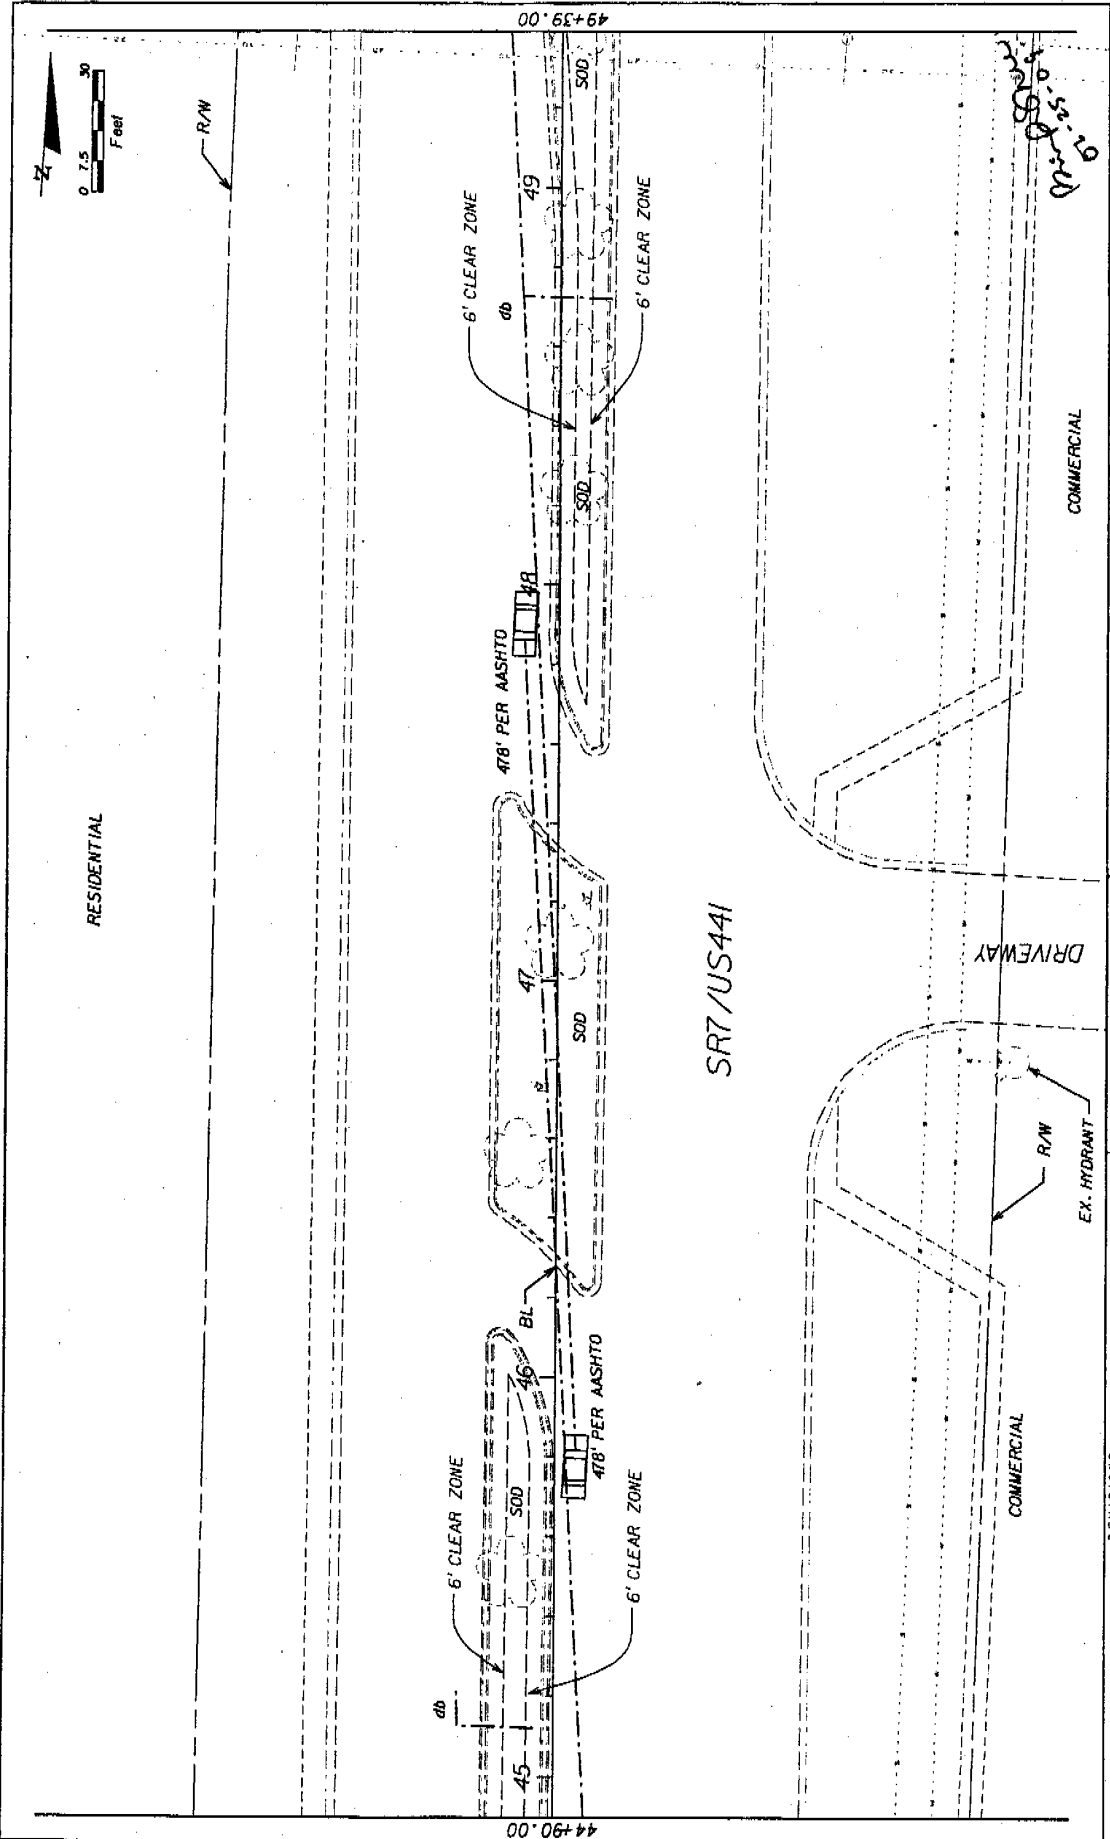 49+39.00
N
0 7.5 30
Feet
R/W
RESIDENTIAL
6' CLEAR ZONE
db
49
SOD
6' CLEAR ZONE
SOD
48
478' PER AASHTO
COMMERCIAL
47
SOD
SR7/US441
DRIVEWAY
BL
46
478' PER AASHTO
R/W
EX. HYDRANT
6' CLEAR ZONE
SOD
6' CLEAR ZONE
db
45
COMMERCIAL
44+90.00